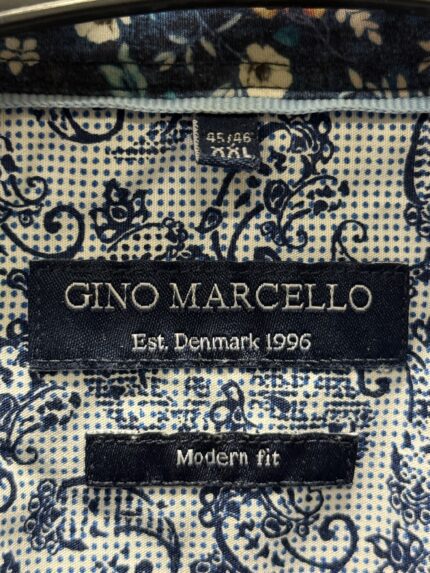 45/46
XXL
GINO MARCELLO
Est. Denmark 1996
Modern fit